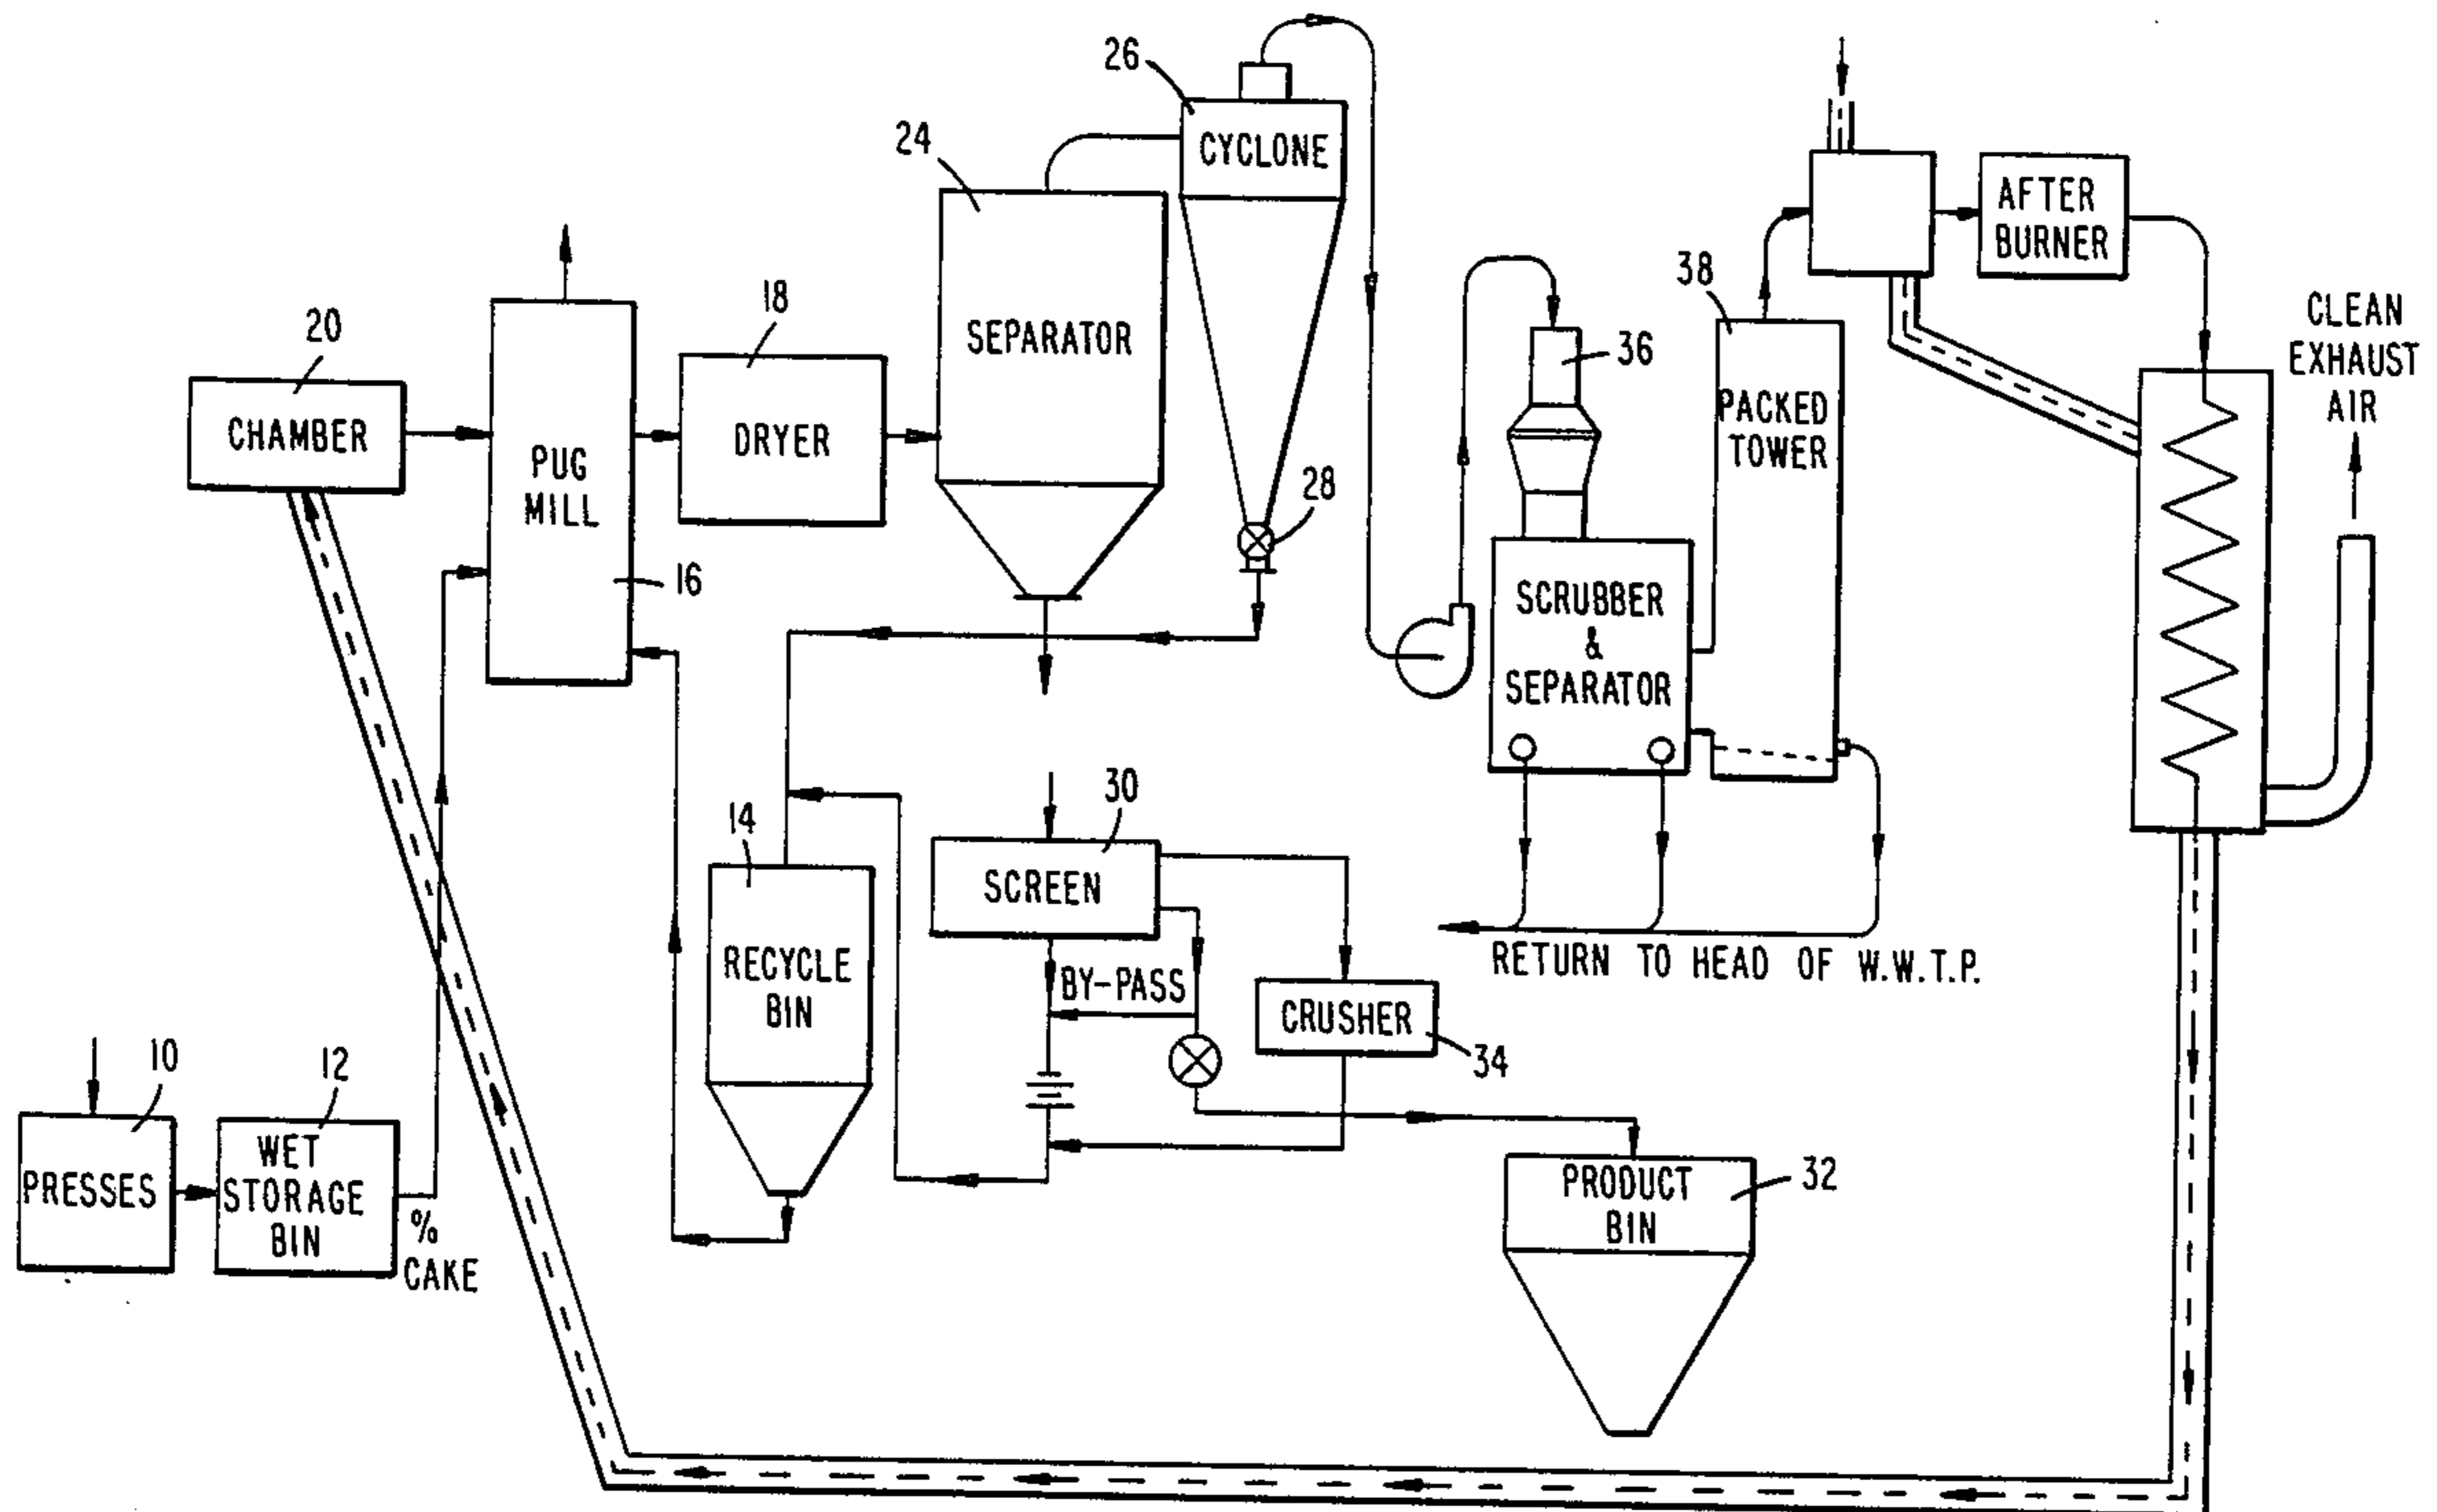 26
CYCLONE
24
SEPARATOR
AFTER
BURNER
38
PACKED
TOWER
CLEAN
EXHAUST
AIR
18
DRYER
20
CHAMBER
PUG
MILL
16
36
28
SCRUBBER
&
SEPARATOR
14
RECYCLE
BIN
30
SCREEN
BY-PASS
CRUSHER
34
RETURN TO HEAD OF W.W.T.P.
10
PRESSES
12
WET
STORAGE
BIN
%
CAKE
PRODUCT
BIN
32